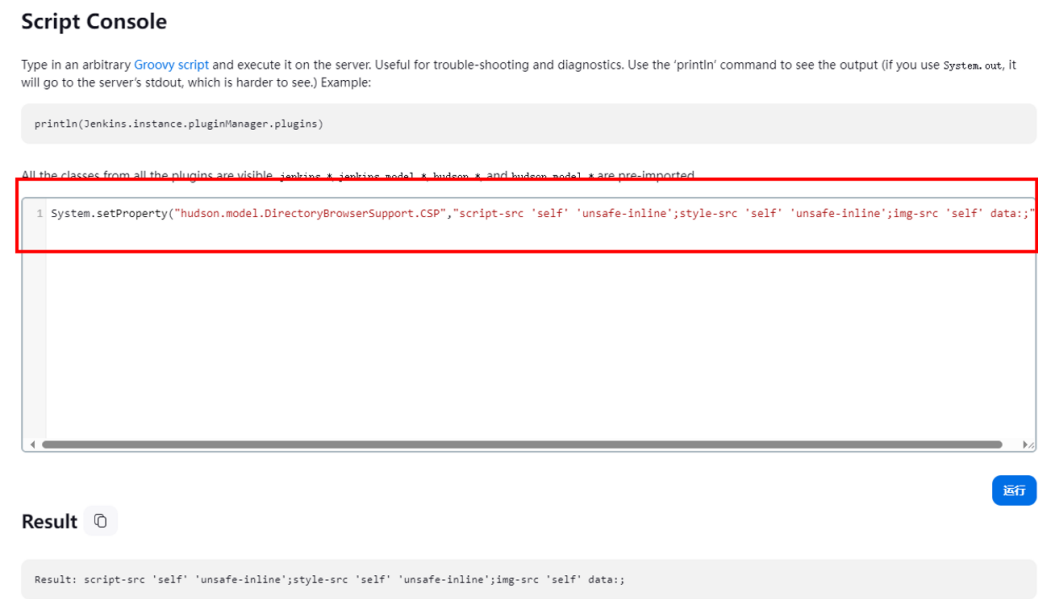 Script Console
Type in an arbitrary Groovy script and execute it on the server. Useful for trouble-shooting and diagnostics. Use the ‘println’ command to see the output (if you use System.out, it
will go to the server’s stdout, which is harder to see.) Example:
println(Jenkins.instance.pluginManager.plugins)
All the classes from all the plugins are visible. jenkins.*, jenkins.model.*, hudson.*, and hudson.model.* are pre-imported.
1 System.setProperty("hudson.model.DirectoryBrowserSupport.CSP","script-src 'self' 'unsafe-inline';style-src 'self' 'unsafe-inline';img-src 'self' data:;"
运行
Result
Result: script-src 'self' 'unsafe-inline';style-src 'self' 'unsafe-inline';img-src 'self' data:;